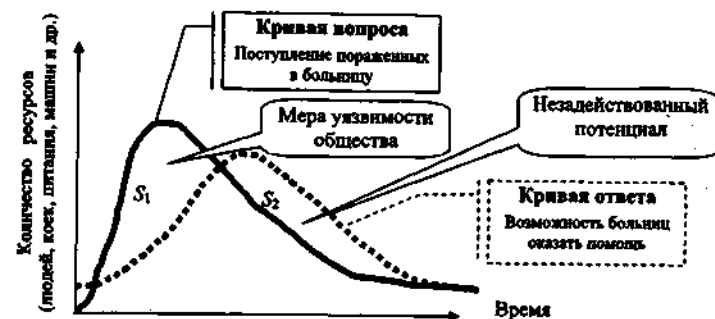 Кривая вопроса
Поступление пораженных
в больницу
Количество ресурсов
(людей, коек, питания, машин и др.)
Мера уязвимости
общества
Незадействованный
потенциал
S₁
S₂
Кривая ответа
Возможность больниц
оказать помощь
Время